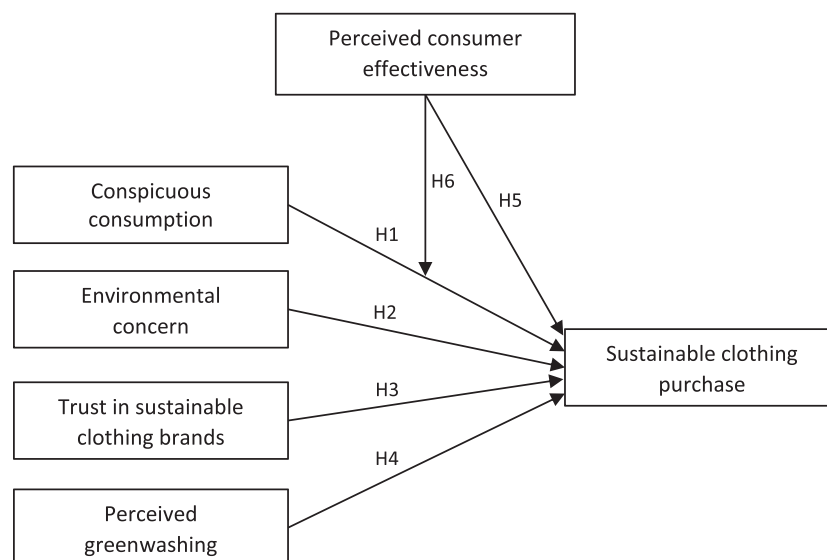 Perceived consumer
effectiveness
H6
H5
Conspicuous
consumption
H1
Environmental
concern
H2
Sustainable clothing
purchase
Trust in sustainable
clothing brands
H3
H4
Perceived
greenwashing